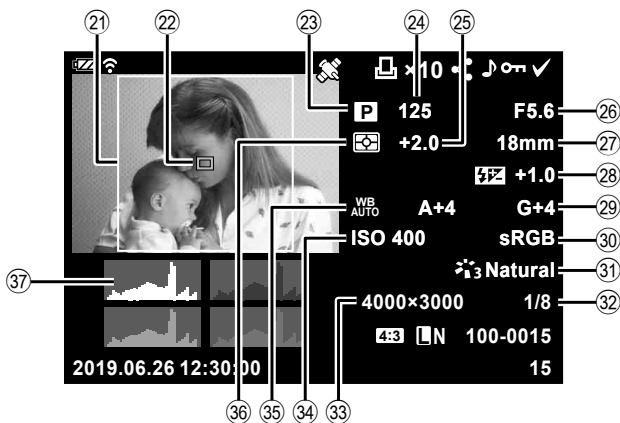 21 22 23 24 25
×10
P 125 F5.6 26
+2.0 18mm 27
+1.0 28
WB AUTO A+4 G+4 29
ISO 400 sRGB 30
3 Natural 31
37
4000×3000 1/8 32
4:3 L N 100-0015
2019.06.26 12:30:00 15
36 35 34 33